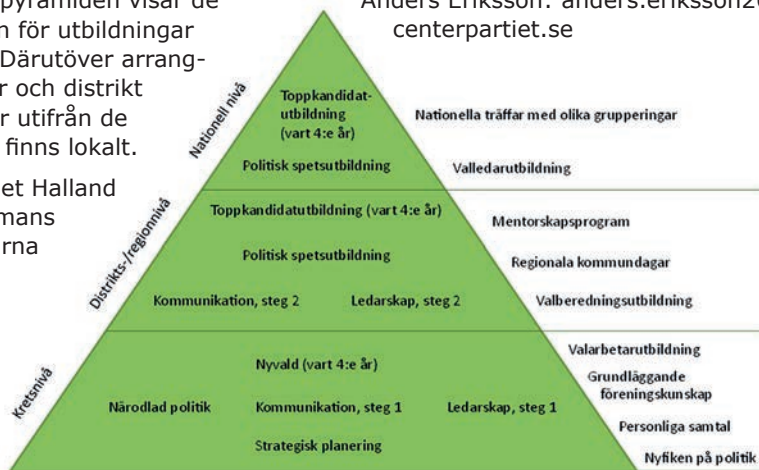 pyramiden visar de
n för utbildningar
Därutöver arrang-
r och distrikt
r utifrån de
finns lokalt.
et Halland
mans
rna
Anders Eriksson: anders.eriksson2
centerpartiet.se
Nationell nivå
Toppkandidat-
utbildning
(vart 4:e år)
Politisk spetsutbildning
Nationella träffar med olika grupperingar
Valledarutbildning
Distrikts-/regionnivå
Toppkandidatutbildning (vart 4:e år)
Politisk spetsutbildning
Kommunikation, steg 2
Ledarskap, steg 2
Mentorskapsprogram
Regionala kommundagar
Valberedningsutbildning
Kretsnivå
Nyvald (vart 4:e år)
Närodlad politik
Kommunikation, steg 1
Ledarskap, steg 1
Strategisk planering
Valarbetarutbildning
Grundläggande
föreningskunskap
Personliga samtal
Nyfiken på politik